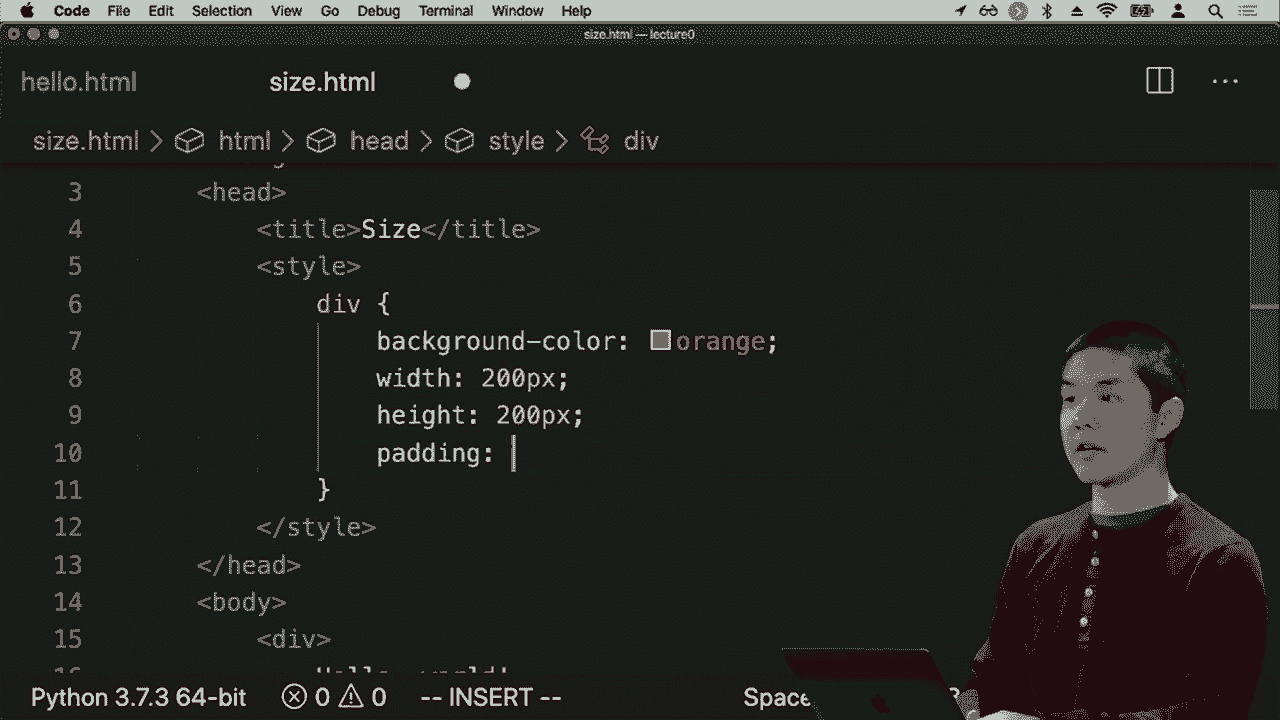 Code File Edit Selection View Go Debug Terminal Window Help
size.html — lecture0
hello.html size.html
size.html > html > head > style > div
3 <head>
4 <title>Size</title>
5 <style>
6 div {
7 background-color: orange;
8 width: 200px;
9 height: 200px;
10 padding:
11 }
12 </style>
13 </head>
14 <body>
15 <div>
Python 3.7.3 64-bit 0 0 -- INSERT --